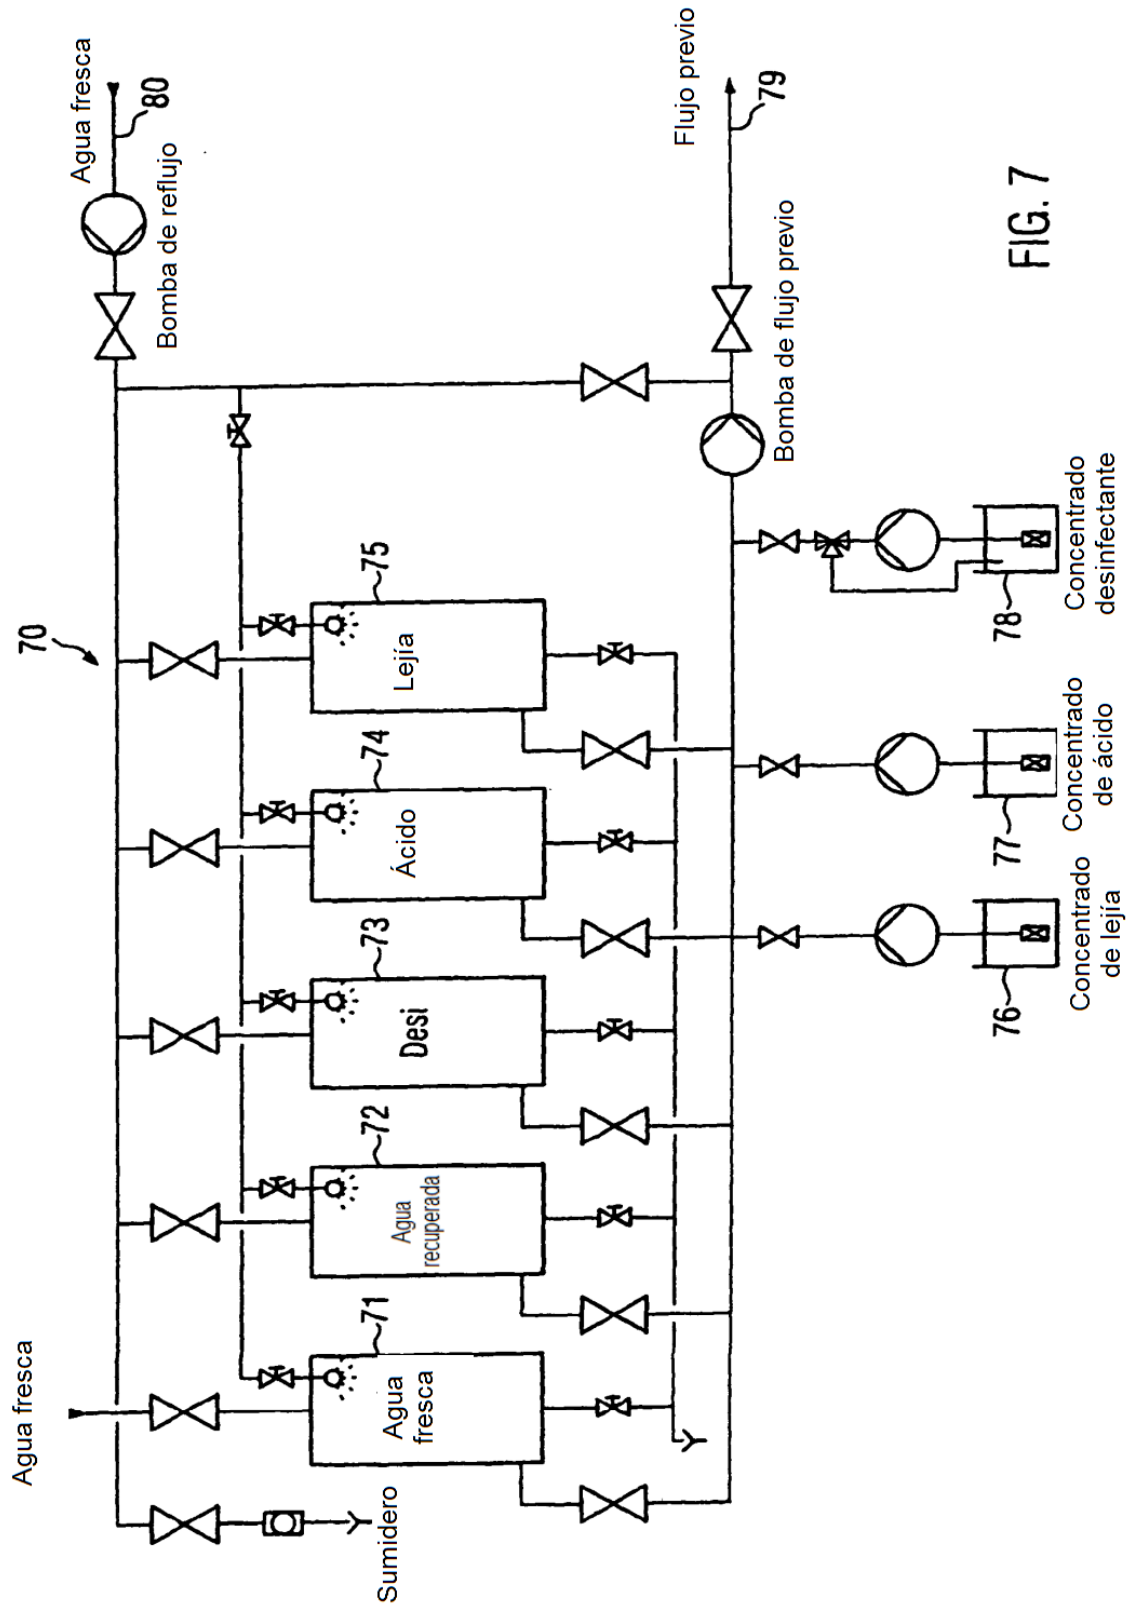 Agua fresca
Sumidero
70
Agua fresca
80
Bomba de reflujo
71
Agua
fresca
72
Agua
recuperada
73
Desi
74
Ácido
75
Lejía
Flujo previo
79
Bomba de flujo previo
76
Concentrado
de lejía
77
Concentrado
de ácido
78
Concentrado
desinfectante
FIG. 7